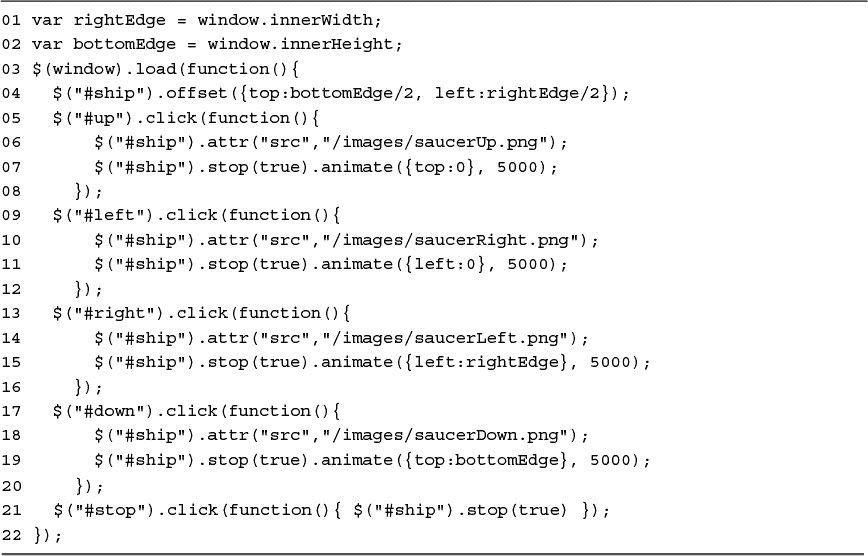 01 var rightEdge = window.innerWidth;
02 var bottomEdge = window.innerHeight;
03 $(window).load(function(){
04   $("#ship").offset({top:bottomEdge/2, left:rightEdge/2});
05   $("#up").click(function(){
06       $("#ship").attr("src","/images/saucerUp.png");
07       $("#ship").stop(true).animate({top:0}, 5000);
08     });
09   $("#left").click(function(){
10       $("#ship").attr("src","/images/saucerRight.png");
11       $("#ship").stop(true).animate({left:0}, 5000);
12     });
13   $("#right").click(function(){
14       $("#ship").attr("src","/images/saucerLeft.png");
15       $("#ship").stop(true).animate({left:rightEdge}, 5000);
16     });
17   $("#down").click(function(){
18       $("#ship").attr("src","/images/saucerDown.png");
19       $("#ship").stop(true).animate({top:bottomEdge}, 5000);
20     });
21   $("#stop").click(function(){ $("#ship").stop(true) });
22 });